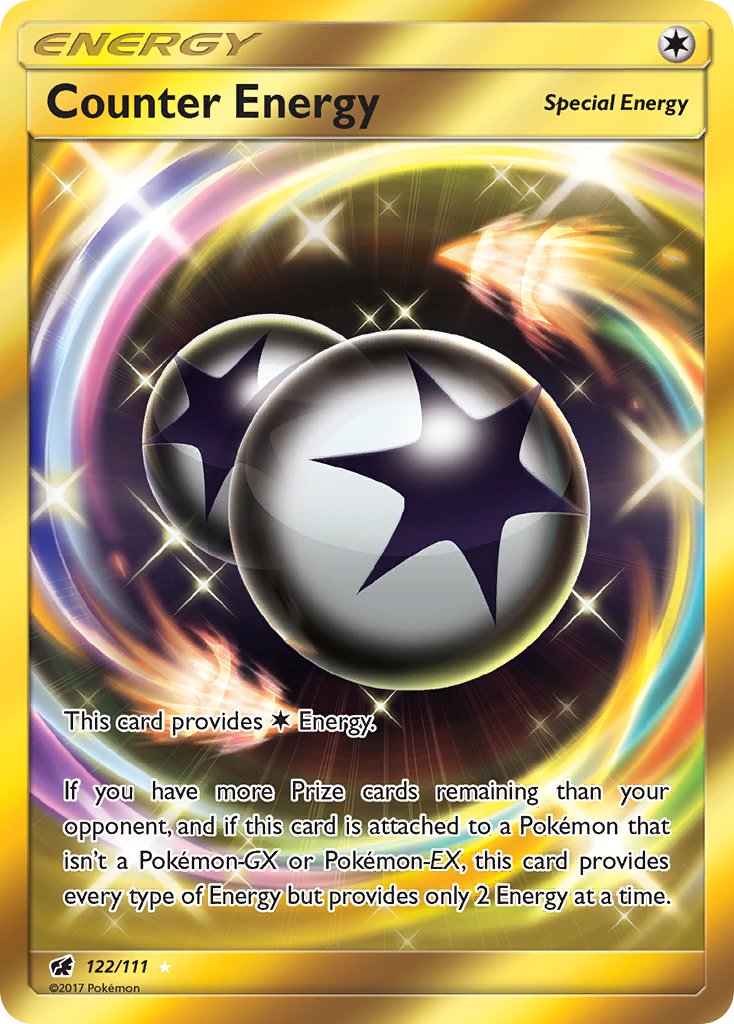 ENERGY
Counter Energy
Special Energy
This card provides Energy.
If you have more Prize cards remaining than your
opponent, and if this card is attached to a Pokémon that
isn't a Pokémon-GX or Pokémon-EX, this card provides
every type of Energy but provides only 2 Energy at a time.
122/111
©2017 Pokémon